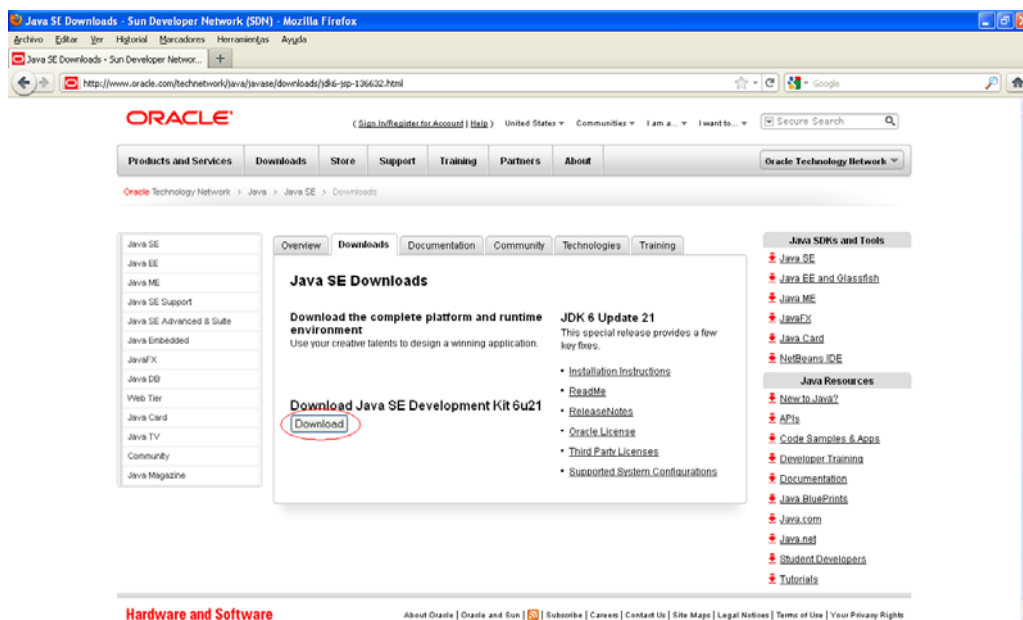 Java SE Downloads - Sun Developer Network (SDN) - Mozilla Firefox
Archivo Editar Ver Historial Marcadores Herramientas Ayuda
Java SE Downloads - Sun Developer Networ... +
http://www.oracle.com/technetwork/java/javase/downloads/jdk6-jsp-136632.html
Google
ORACLE
( Sign In/Register for Account | Help ) United States Communities I am a... I want to... Secure Search
Products and Services Downloads Store Support Training Partners About Oracle Technology Network
Oracle Technology Network > Java > Java SE > Downloads
Java SE
Java EE
Java ME
Java SE Support
Java SE Advanced & Suite
Java Embedded
JavaFX
Java DB
Web Tier
Java Card
Java TV
Community
Java Magazine
Overview Downloads Documentation Community Technologies Training
Java SE Downloads
Download the complete platform and runtime
environment
Use your creative talents to design a winning application.
Download Java SE Development Kit 6u21
Download
JDK 6 Update 21
This special release provides a few
key fixes.
• Installation Instructions
• ReadMe
• ReleaseNotes
• Oracle License
• Third Party Licenses
• Supported System Configurations
Java SDKs and Tools
Java SE
Java EE and Glassfish
Java ME
JavaFX
Java Card
NetBeans IDE
Java Resources
New to Java?
APIs
Code Samples & Apps
Developer Training
Documentation
Java BluePrints
Java.com
Java.net
Student Developers
Tutorials
Hardware and Software
About Oracle | Oracle and Sun | | Subscribe | Careers | Contact Us | Site Maps | Legal Notices | Terms of Use | Your Privacy Rights